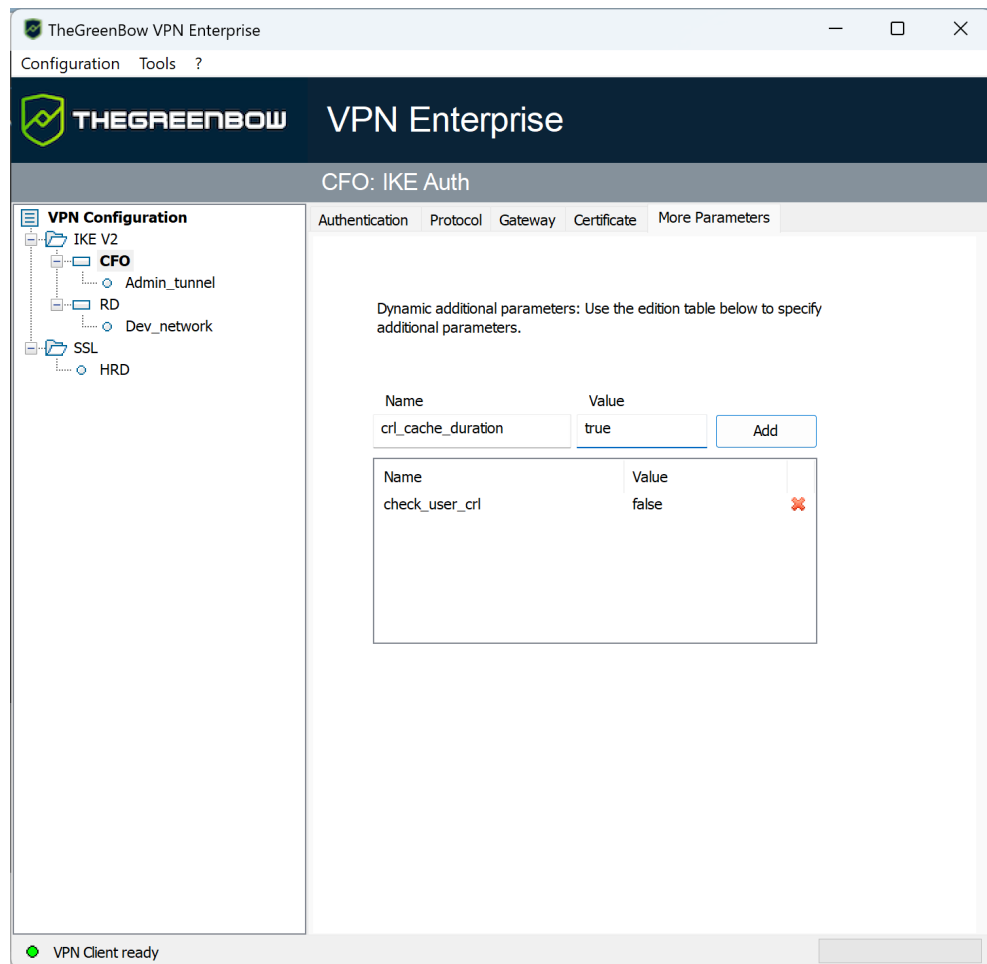 TheGreenBow VPN Enterprise
Configuration Tools ?
THEGREENBOW
VPN Enterprise
CFO: IKE Auth
VPN Configuration
IKE V2
CFO
Admin_tunnel
RD
Dev_network
SSL
HRD
Authentication Protocol Gateway Certificate More Parameters
Dynamic additional parameters: Use the edition table below to specify
additional parameters.
Name Value
crl_cache_duration true Add
Name Value
check_user_crl false
VPN Client ready